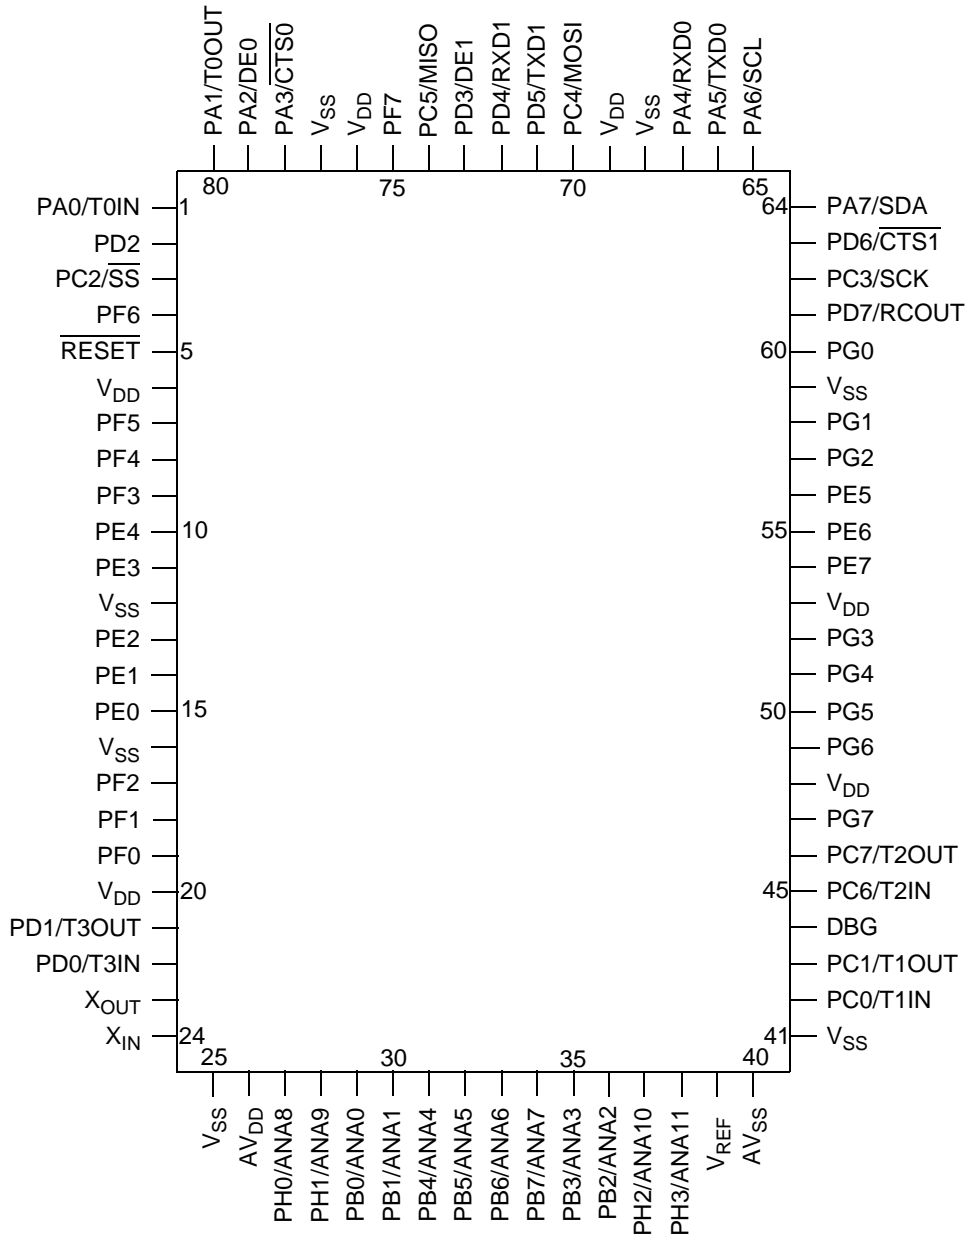 PA1/T0OUT
PA2/DE0
PA3/CTS0
VSS
VDD
PF7
PC5/MISO
PD3/DE1
PD4/RXD1
PD5/TXD1
PC4/MOSI
VDD
VSS
PA4/RXD0
PA5/TXD0
PA6/SCL
80 75 70 65
PA0/T0IN 1
PD2
PC2/SS
PF6
RESET 5
VDD
PF5
PF4
PF3
PE4 10
PE3
VSS
PE2
PE1
PE0 15
VSS
PF2
PF1
PF0
VDD 20
PD1/T3OUT
PD0/T3IN
XOUT
XIN 24
64 PA7/SDA
PD6/CTS1
PC3/SCK
PD7/RCOUT
60 PG0
VSS
PG1
PG2
PE5
55 PE6
PE7
VDD
PG3
PG4
50 PG5
PG6
VDD
PG7
PC7/T2OUT
45 PC6/T2IN
DBG
PC1/T1OUT
PC0/T1IN
41 VSS
25 30 35 40
VSS
AVDD
PH0/ANA8
PH1/ANA9
PB0/ANA0
PB1/ANA1
PB4/ANA4
PB5/ANA5
PB6/ANA6
PB7/ANA7
PB3/ANA3
PB2/ANA2
PH2/ANA10
PH3/ANA11
VREF
AVSS